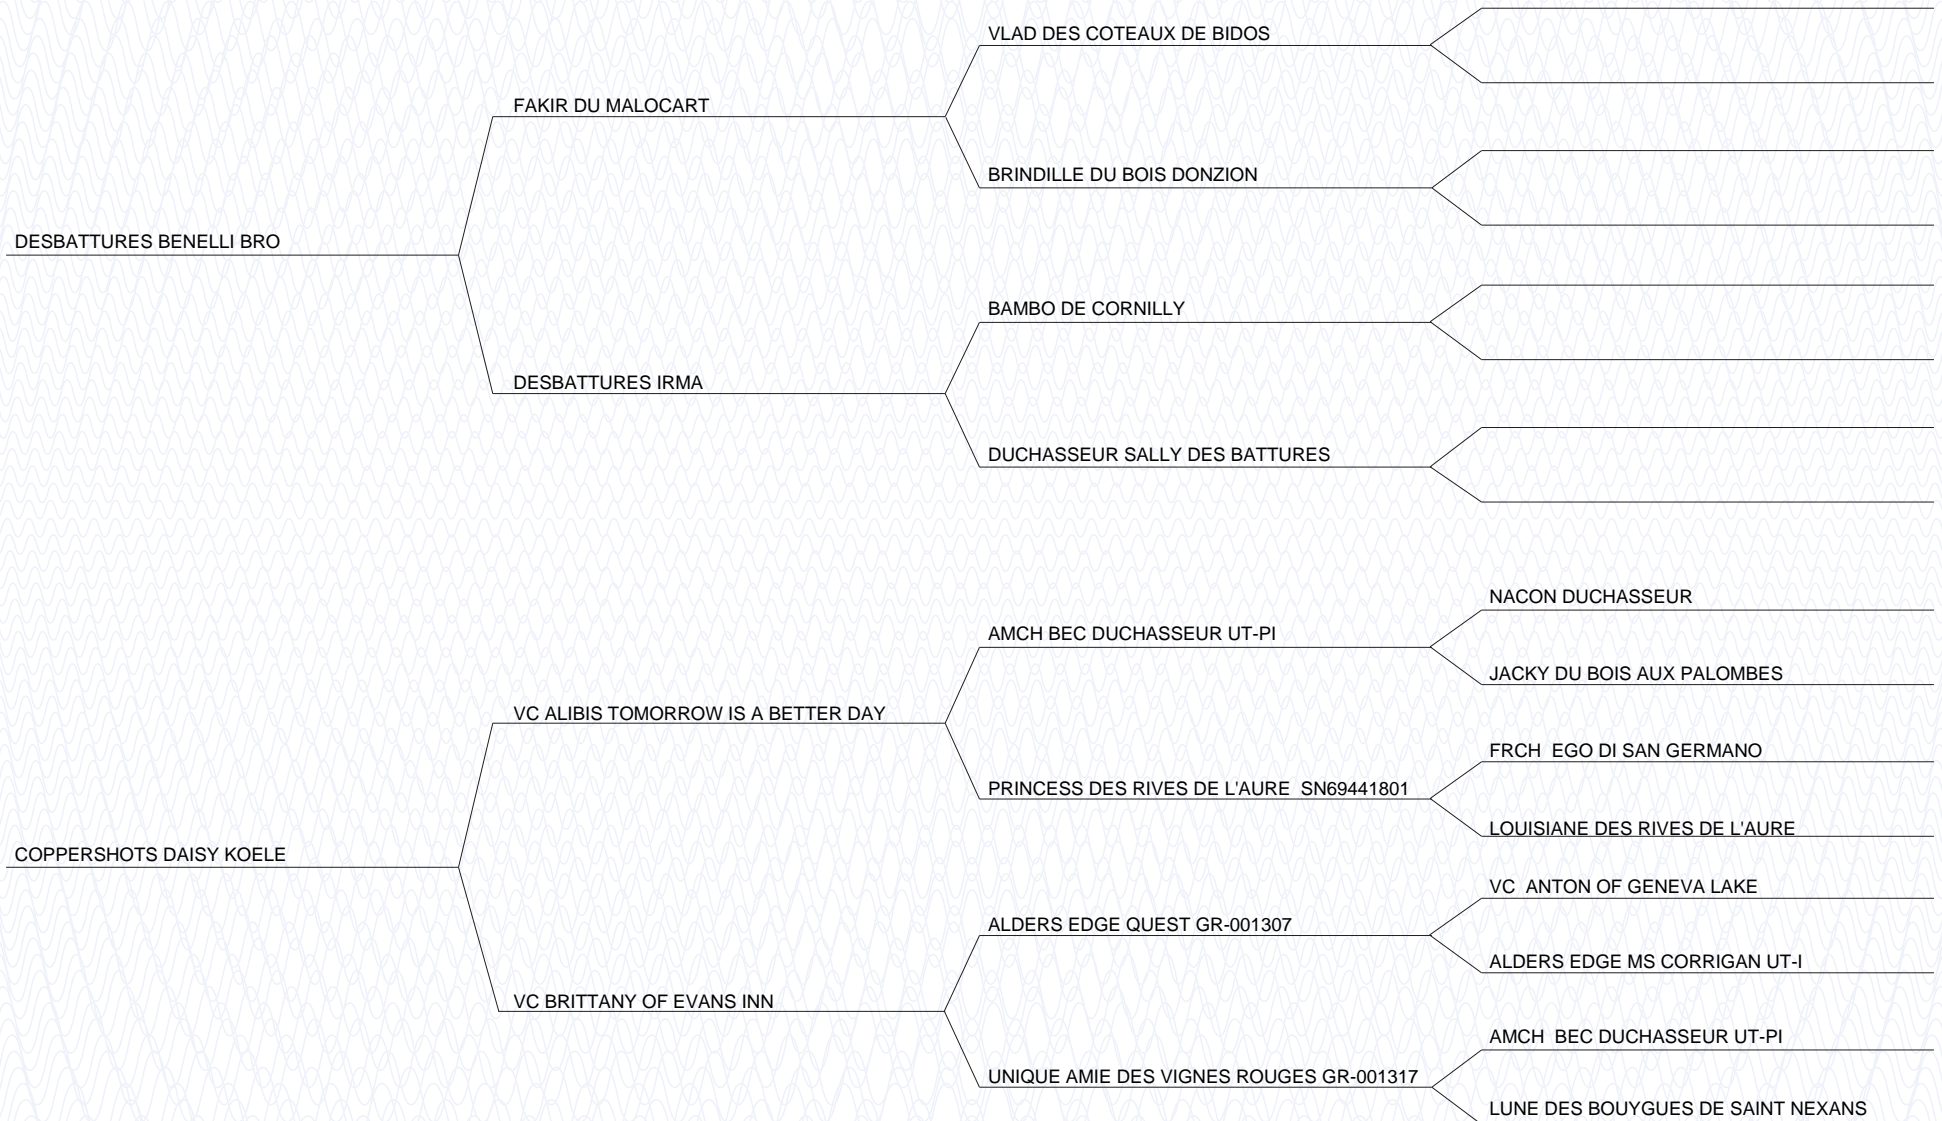 VLAD DES COTEAUX DE BIDOS
FAKIR DU MALOCART
BRINDILLE DU BOIS DONZION
DESBATTURES BENELLI BRO
BAMBO DE CORNILLY
DESBATTURES IRMA
DUCHASSEUR SALLY DES BATTURES
NACON DUCHASSEUR
AMCH BEC DUCHASSEUR UT-PI
JACKY DU BOIS AUX PALOMBES
VC ALIBIS TOMORROW IS A BETTER DAY
FRCH  EGO DI SAN GERMANO
PRINCESS DES RIVES DE L'AURE  SN69441801
LOUISIANE DES RIVES DE L'AURE
COPPERSHOTS DAISY KOELE
VC  ANTON OF GENEVA LAKE
ALDERS EDGE QUEST GR-001307
ALDERS EDGE MS CORRIGAN UT-I
VC BRITTANY OF EVANS INN
AMCH  BEC DUCHASSEUR UT-PI
UNIQUE AMIE DES VIGNES ROUGES GR-001317
LUNE DES BOUYGUES DE SAINT NEXANS